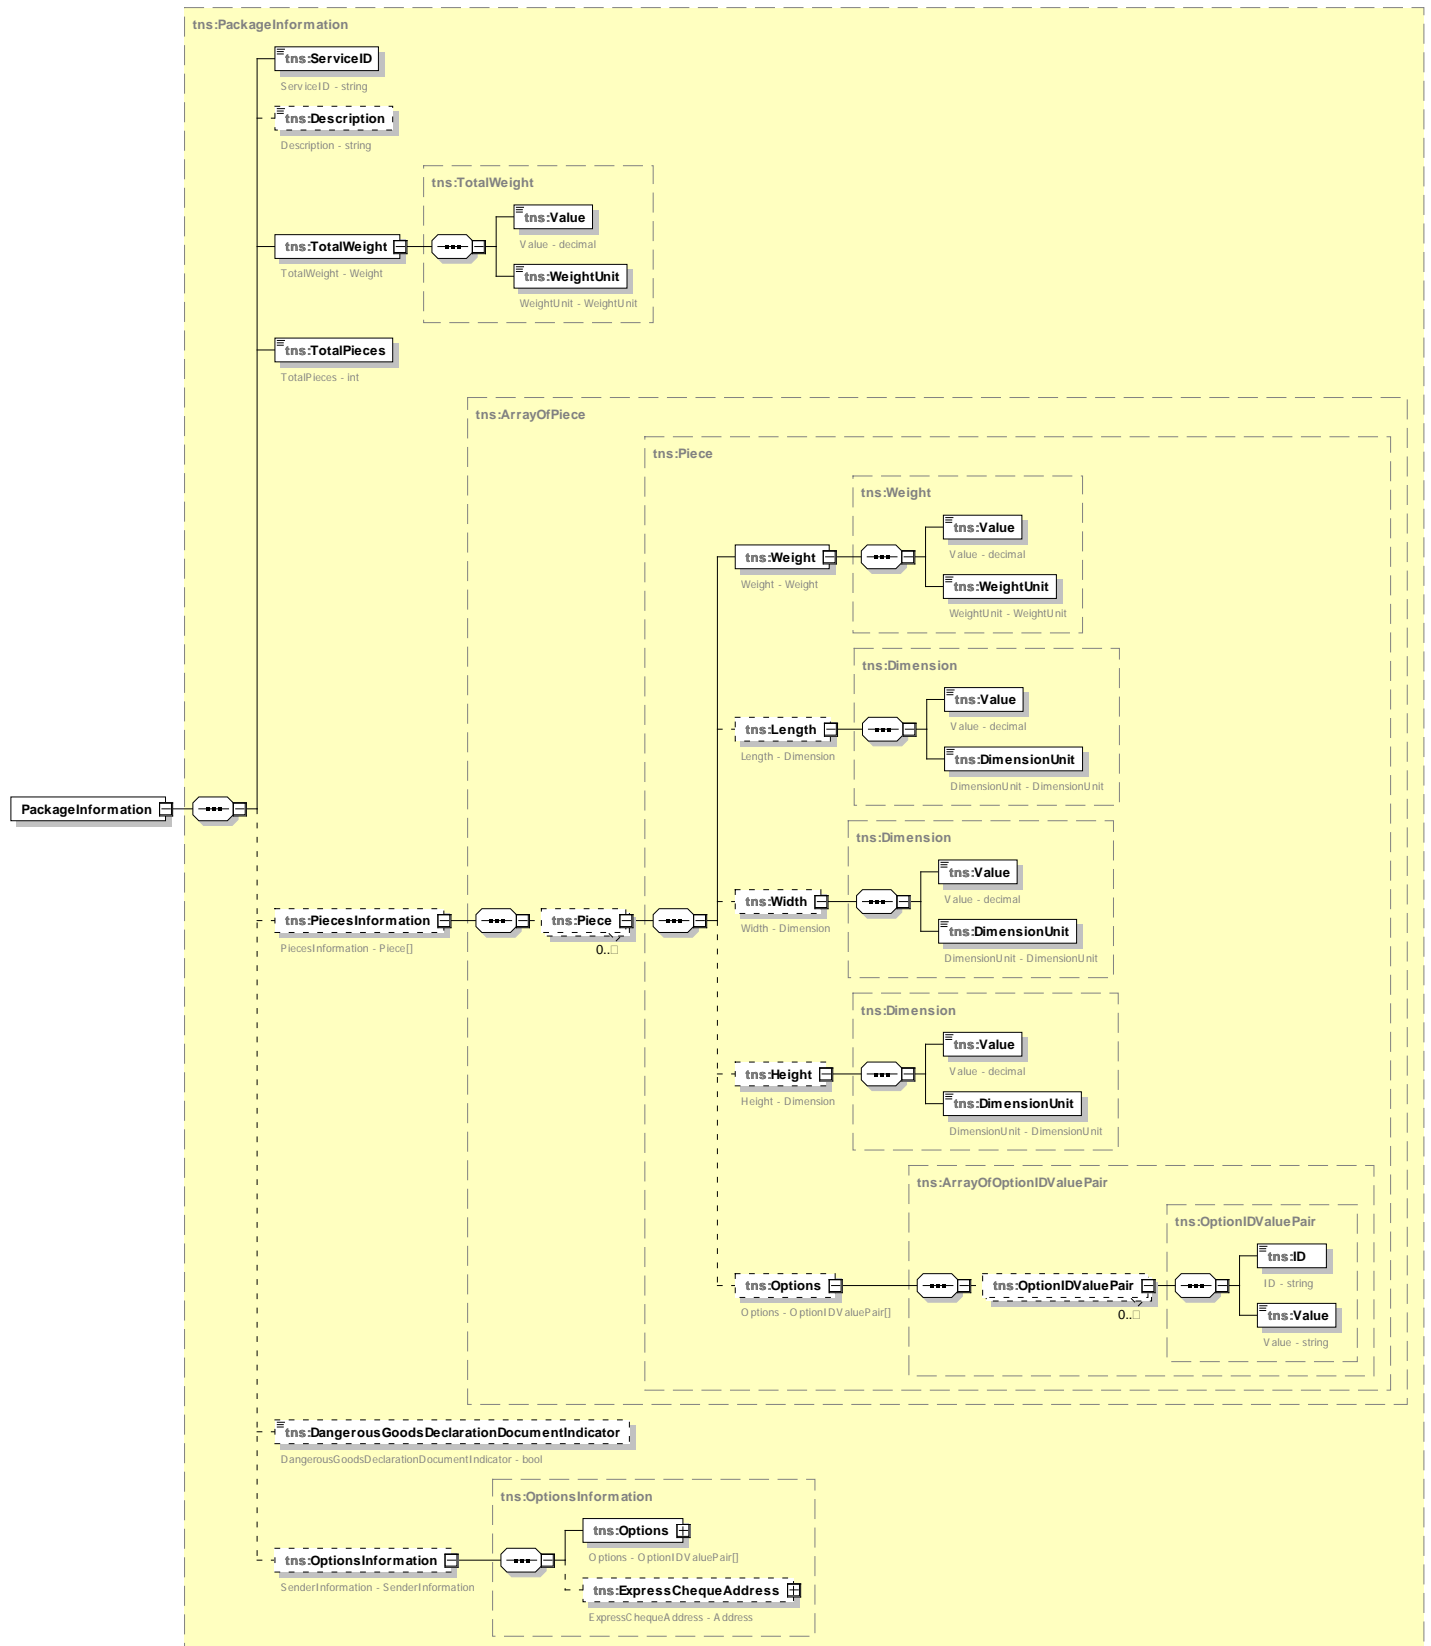 tns:PackageInformation
tns:ServiceID
ServiceID - string
tns:Description
Description - string
tns:TotalWeight
tns:Value
Value - decimal
tns:TotalWeight
TotalWeight - Weight
tns:WeightUnit
WeightUnit - WeightUnit
tns:TotalPieces
TotalPieces - int
tns:ArrayOfPiece
tns:Piece
tns:Weight
tns:Value
Value - decimal
tns:Weight
Weight - Weight
tns:WeightUnit
WeightUnit - WeightUnit
tns:Dimension
tns:Value
Value - decimal
tns:Length
Length - Dimension
tns:DimensionUnit
DimensionUnit - DimensionUnit
PackageInformation
tns:Dimension
tns:Value
Value - decimal
tns:Width
Width - Dimension
tns:PiecesInformation
PiecesInformation - Piece[]
tns:Piece
0..□
tns:DimensionUnit
DimensionUnit - DimensionUnit
tns:Dimension
tns:Value
Value - decimal
tns:Height
Height - Dimension
tns:DimensionUnit
DimensionUnit - DimensionUnit
tns:ArrayOfOptionIDValuePair
tns:OptionIDValuePair
tns:ID
ID - string
tns:Options
Options - OptionIDValuePair[]
tns:OptionIDValuePair
0..□
tns:Value
Value - string
tns:DangerousGoodsDeclarationDocumentIndicator
DangerousGoodsDeclarationDocumentIndicator - bool
tns:OptionsInformation
tns:Options
Options - OptionIDValuePair[]
tns:OptionsInformation
SenderInformation - SenderInformation
tns:ExpressChequeAddress
ExpressChequeAddress - Address